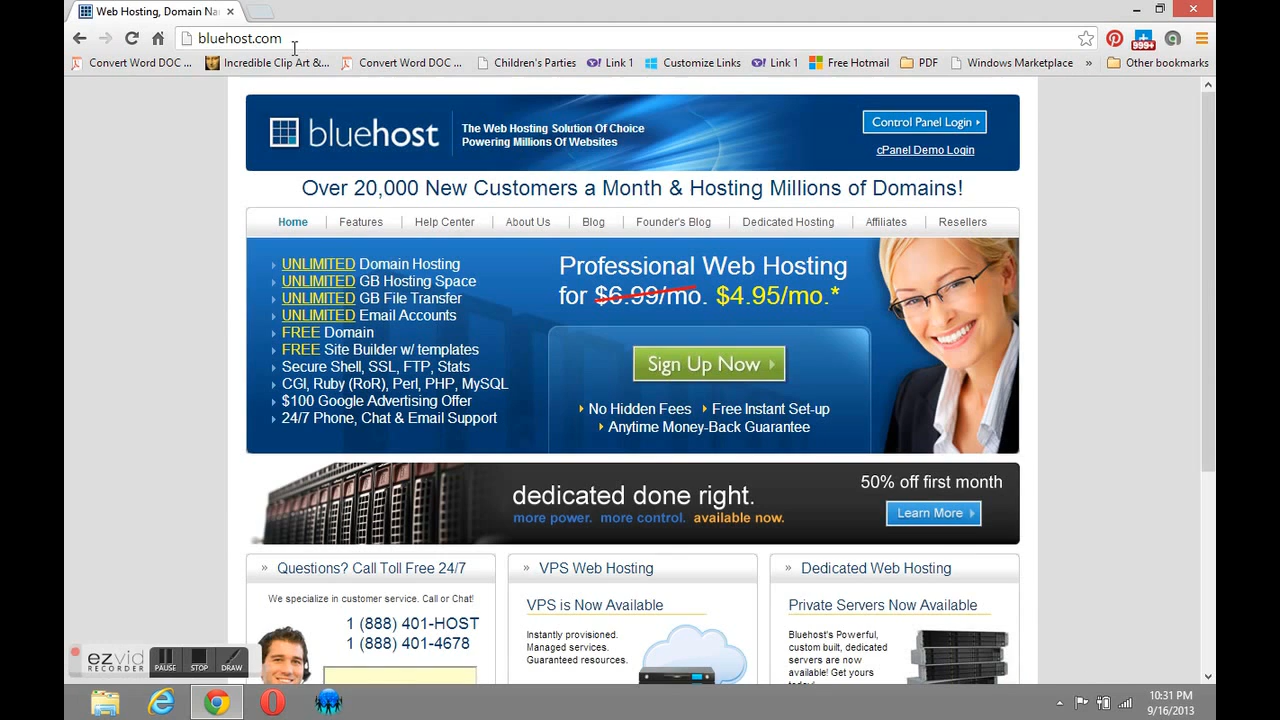 Web Hosting, Domain Na
bluehost.com
Convert Word DOC ... Incredible Clip Art &... Convert Word DOC ... Children's Parties Link 1 Customize Links Link 1 Free Hotmail PDF Windows Marketplace » Other bookmarks
999+
bluehost
The Web Hosting Solution Of Choice
Powering Millions Of Websites
Control Panel Login
cPanel Demo Login
Over 20,000 New Customers a Month & Hosting Millions of Domains!
Home Features Help Center About Us Blog Founder's Blog Dedicated Hosting Affiliates Resellers
UNLIMITED Domain Hosting
UNLIMITED GB Hosting Space
UNLIMITED GB File Transfer
UNLIMITED Email Accounts
FREE Domain
FREE Site Builder w/ templates
Secure Shell, SSL, FTP, Stats
CGI, Ruby (RoR), Perl, PHP, MySQL
$100 Google Advertising Offer
24/7 Phone, Chat & Email Support
Professional Web Hosting
for $6.99/mo. $4.95/mo.*
Sign Up Now
No Hidden Fees Free Instant Set-up
Anytime Money-Back Guarantee
dedicated done right.
more power. more control. available now.
50% off first month
Learn More
» Questions? Call Toll Free 24/7
We specialize in customer service. Call or Chat!
1 (888) 401-HOST
1 (888) 401-4678
» VPS Web Hosting
VPS is Now Available
Instantly provisioned.
Managed services.
Guaranteed resources.
» Dedicated Web Hosting
Private Servers Now Available
Bluehost's Powerful,
custom built, dedicated
servers are now
available! Get yours
today!
ezvid
RECORDER
PAUSE STOP DRAW
10:31 PM
9/16/2013